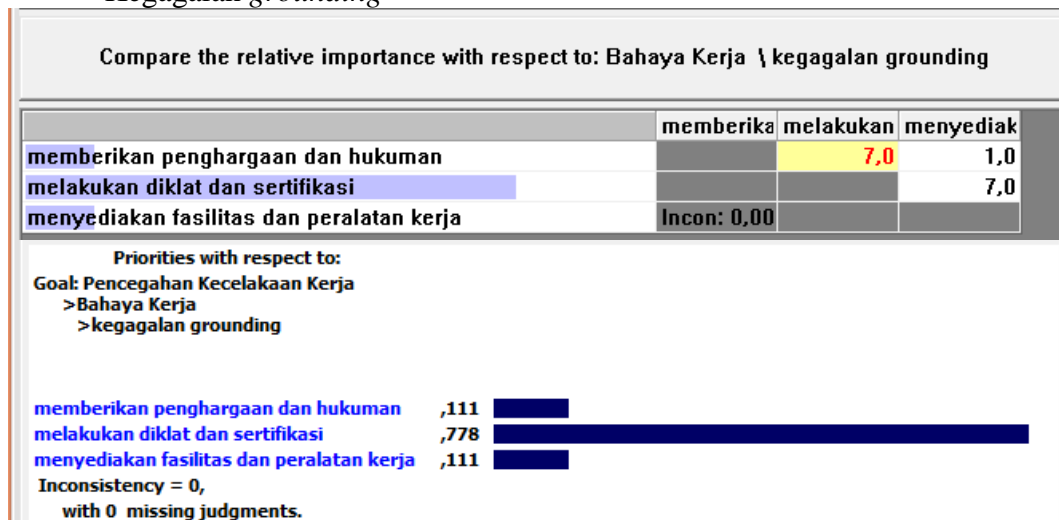 Kegagalan grounding
Compare the relative importance with respect to: Bahaya Kerja \ kegagalan grounding
memberika melakukan menyediak
memberikan penghargaan dan hukuman 7,0 1,0
melakukan diklat dan sertifikasi 7,0
menyediakan fasilitas dan peralatan kerja Incon: 0,00
Priorities with respect to:
Goal: Pencegahan Kecelakaan Kerja
>Bahaya Kerja
>kegagalan grounding
memberikan penghargaan dan hukuman ,111
melakukan diklat dan sertifikasi ,778
menyediakan fasilitas dan peralatan kerja ,111
Inconsistency = 0,
with 0 missing judgments.